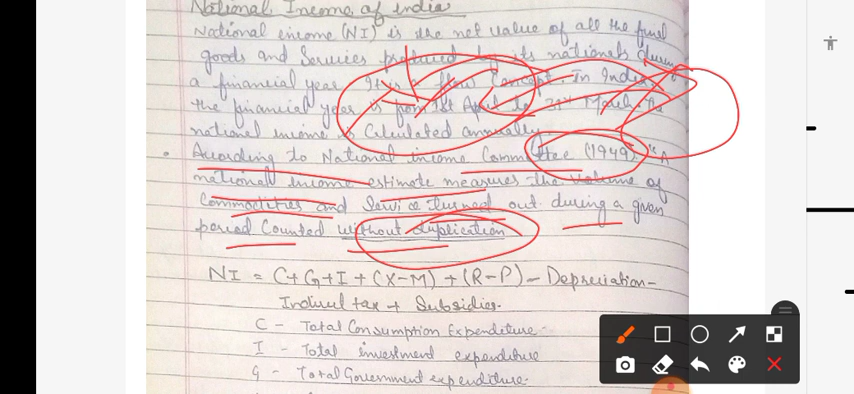 National Income of India
National income (NI) is the net value of all the final
goods and Services produced by its nationals during
a financial year. It is a flow Concept. In India
the financial year is from 1st April to 31st March. The
national income is Calculated annually.
• According to National income Committee (1949) "A
national income estimate measures the volume of
Commodities and Service turned out during a given
period Counted without duplication
NI = C+G+I+(X-M)+(R-P)-Depreciation-
Indirect tax + Subsidies.
C - Total Consumption Expenditure
I - Total investment expenditure
G - Total Government expenditure